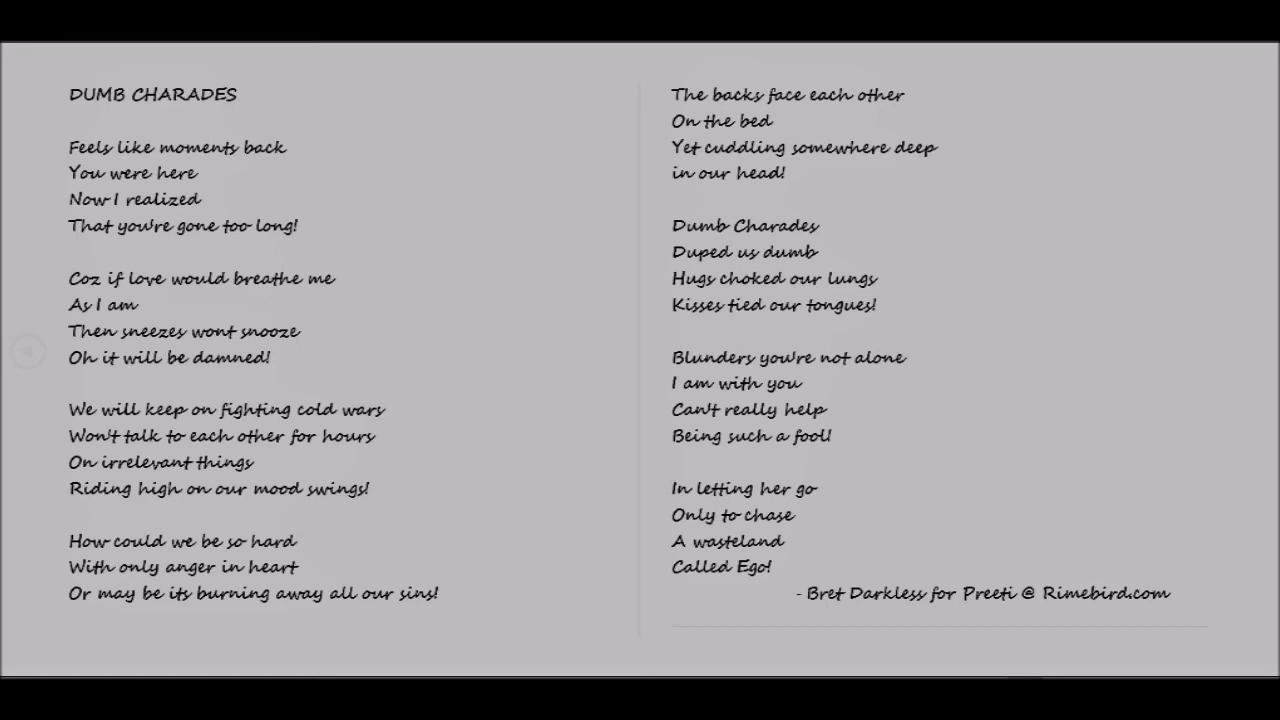 DUMB CHARADES
Feels like moments back
You were here
Now I realized
That you're gone too long!
Coz if love would breathe me
As I am
Then sneezes wont snooze
Oh it will be damned!
We will keep on fighting cold wars
Won't talk to each other for hours
On irrelevant things
Riding high on our mood swings!
How could we be so hard
With only anger in heart
Or may be its burning away all our sins!
The backs face each other
On the bed
Yet cuddling somewhere deep
in our head!
Dumb Charades
Duped us dumb
Hugs choked our lungs
Kisses tied our tongues!
Blunders you're not alone
I am with you
Can't really help
Being such a fool!
In letting her go
Only to chase
A wasteland
Called Ego!
- Bret Darkless for Preeti @ Rimebird.com